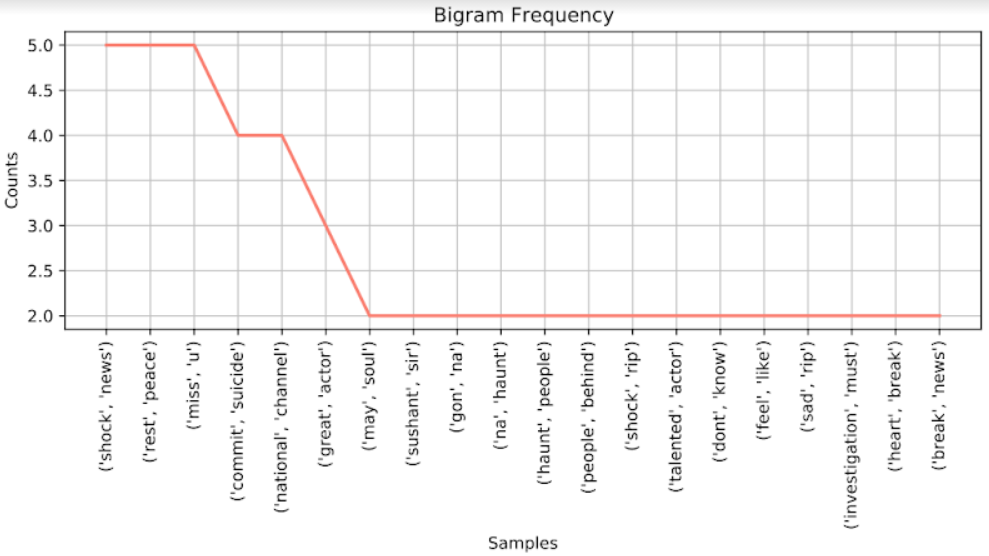 Bigram Frequency
5.0
4.5
4.0
3.5
3.0
2.5
2.0
Counts
('shock', 'news')
('rest', 'peace')
('miss', 'u')
('commit', 'suicide')
('national', 'channel')
('great', 'actor')
('may', 'soul')
('sushant', 'sir')
('gon', 'na')
('na', 'haunt')
('haunt', 'people')
('people', 'behind')
('shock', 'rip')
('talented', 'actor')
('dont', 'know')
('feel', 'like')
('sad', 'rip')
('investigation', 'must')
('heart', 'break')
('break', 'news')
Samples